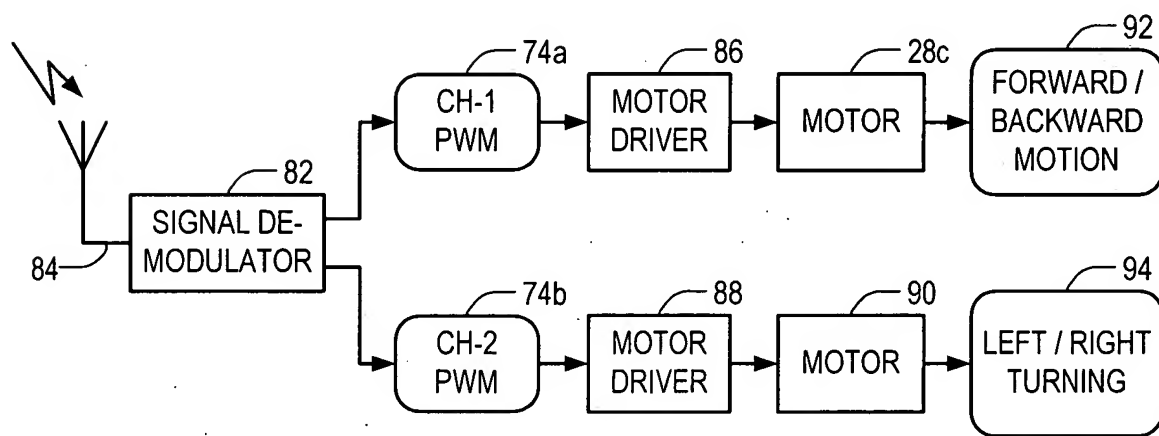 74a
86
28c
92
CH-1
PWM
MOTOR
DRIVER
MOTOR
FORWARD /
BACKWARD
MOTION
82
SIGNAL DE-
MODULATOR
84
74b
88
90
94
CH-2
PWM
MOTOR
DRIVER
MOTOR
LEFT / RIGHT
TURNING